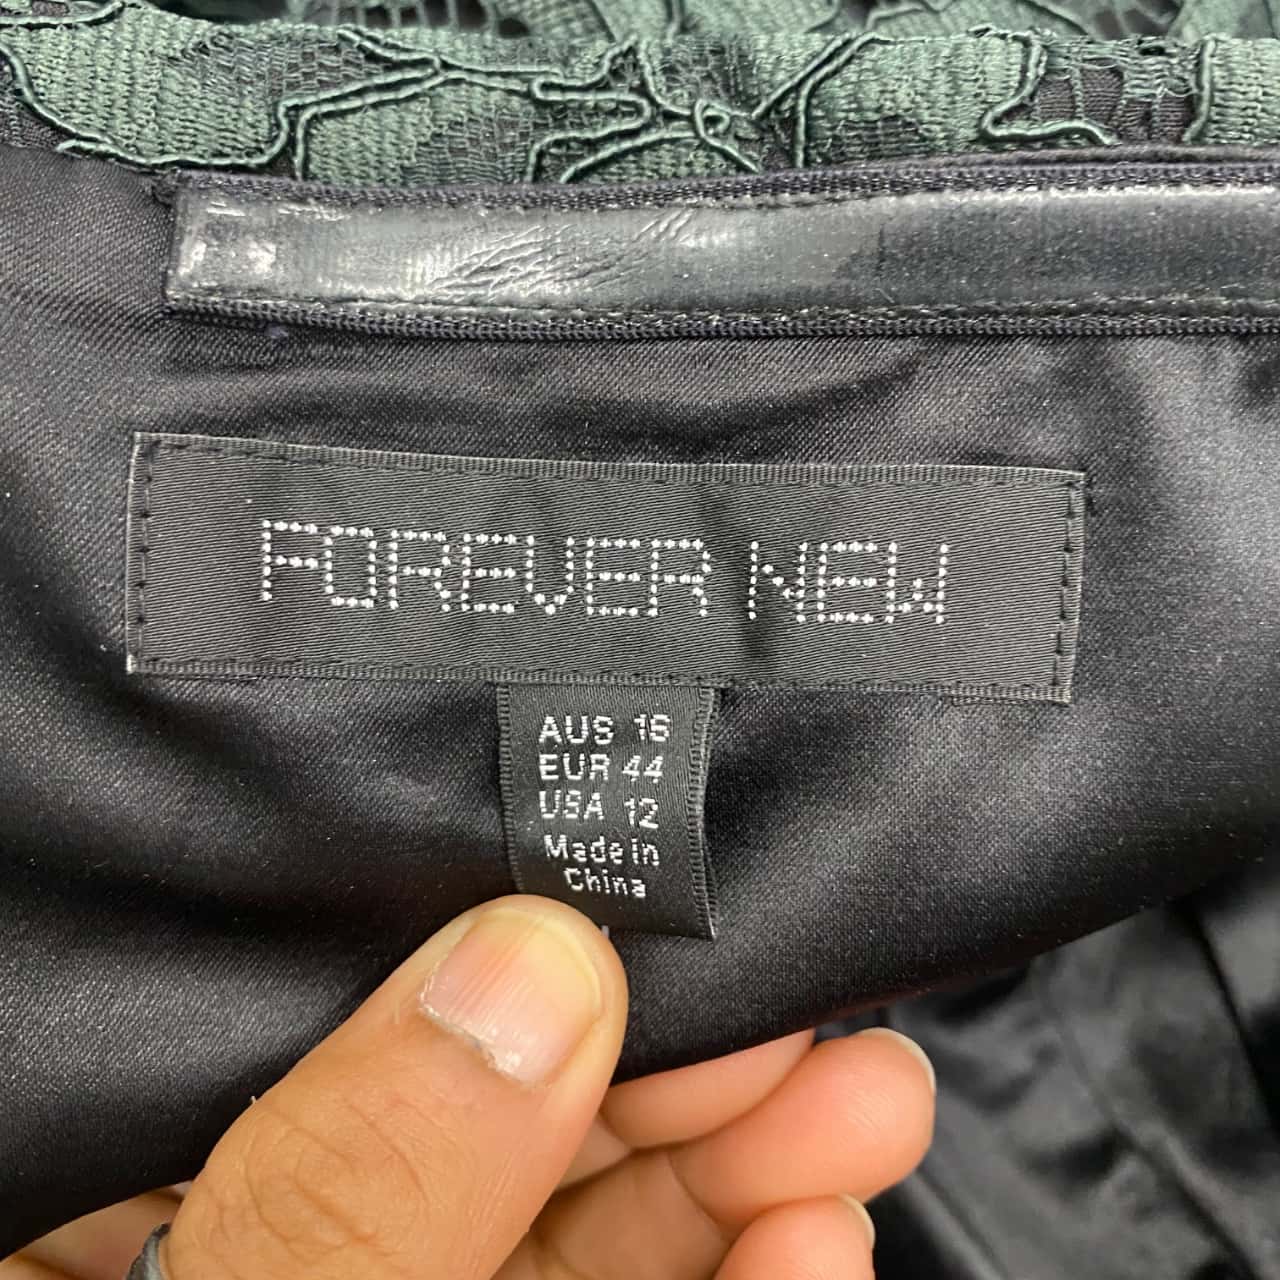 FOREVER NEW
AUS 16
EUR 44
USA 12
Made in
China